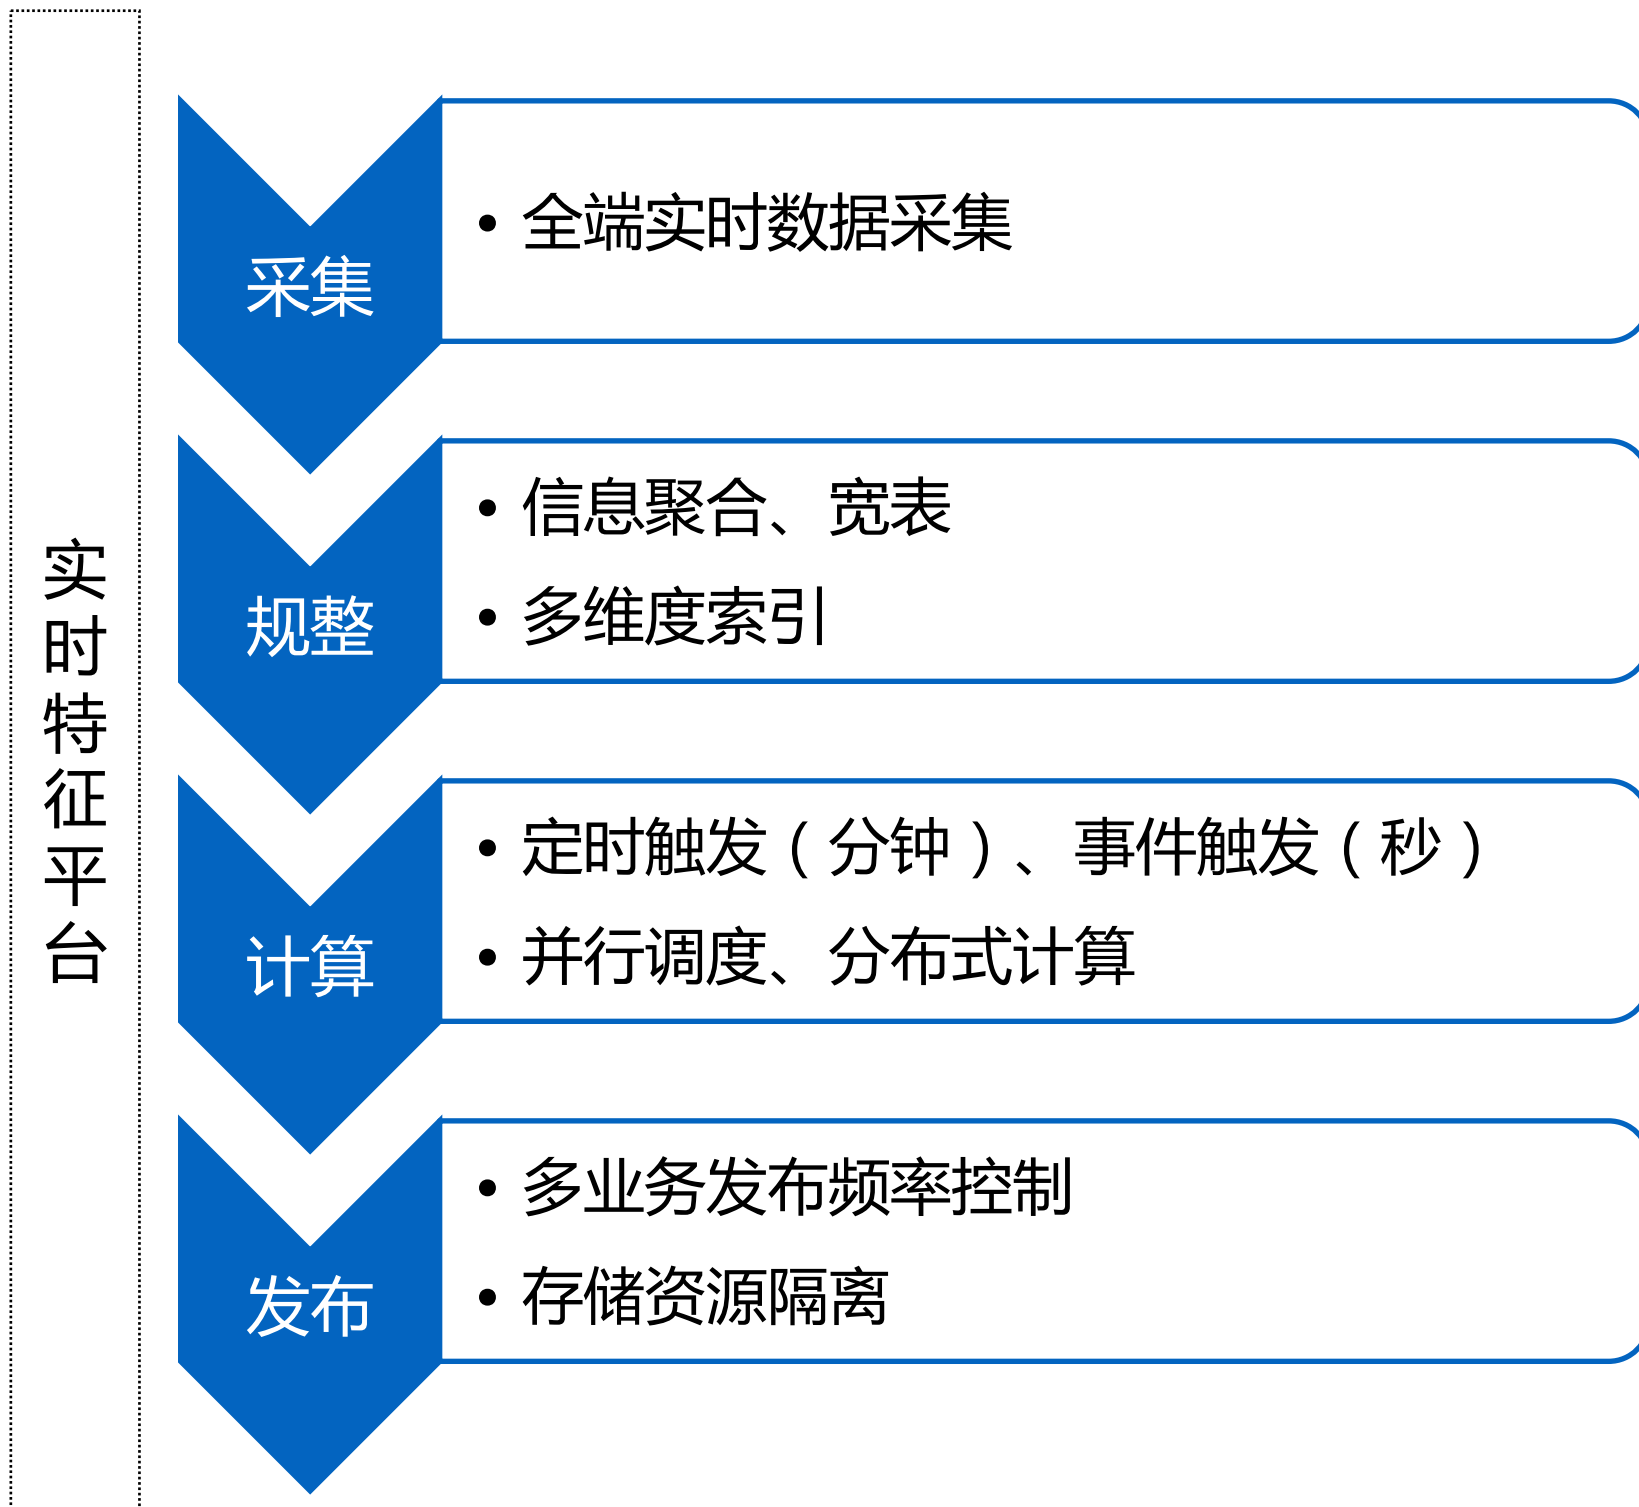 实时特征平台
采集
• 全端实时数据采集
规整
• 信息聚合、宽表
• 多维度索引
计算
• 定时触发（分钟）、事件触发（秒）
• 并行调度、分布式计算
发布
• 多业务发布频率控制
• 存储资源隔离